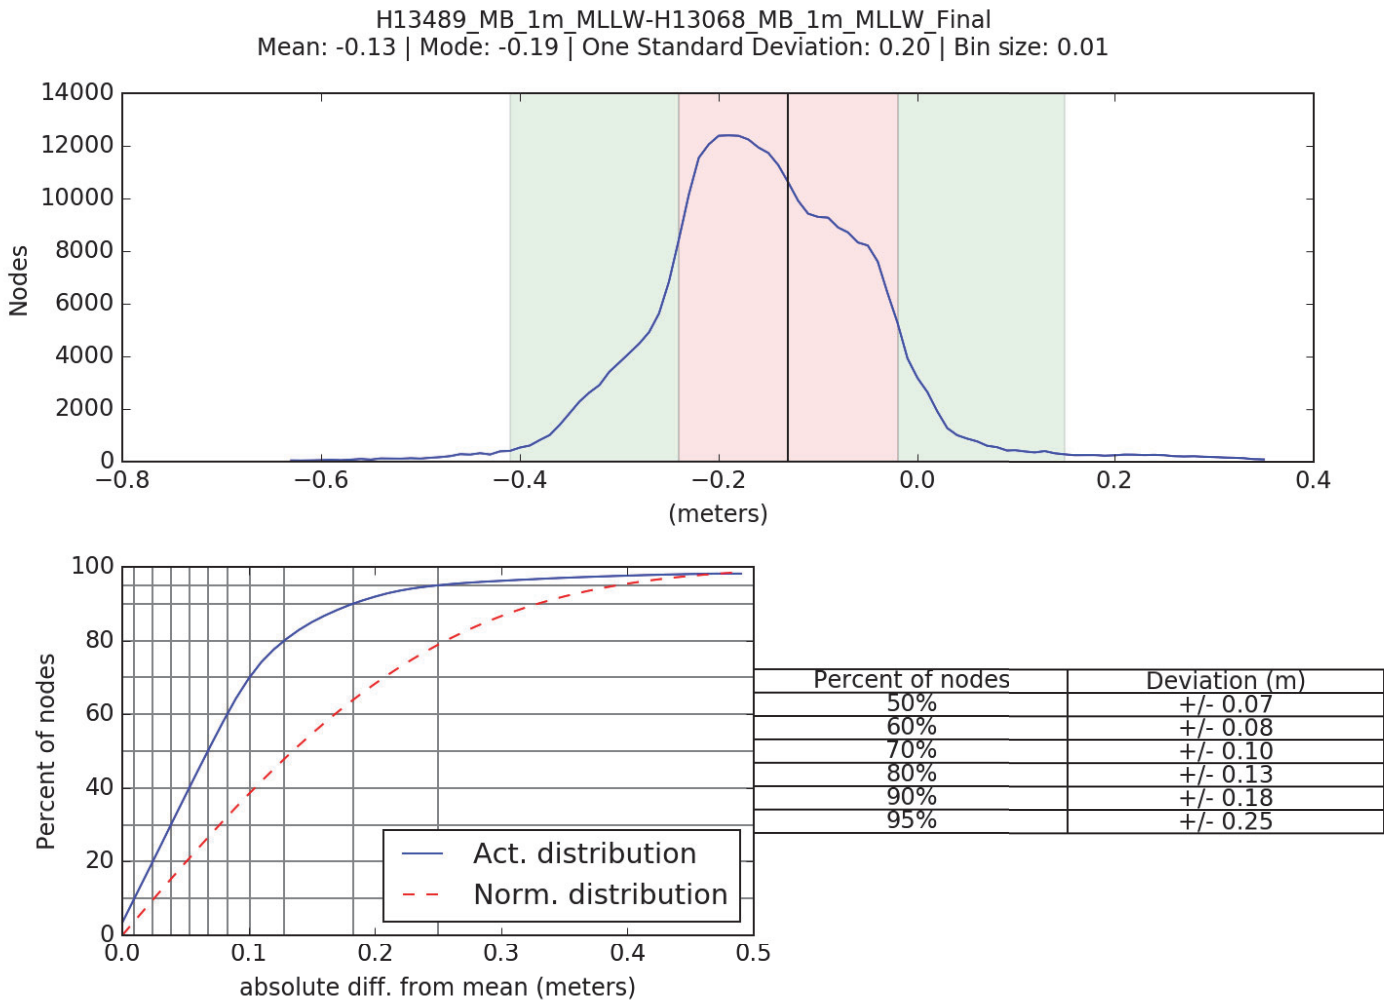 H13489_MB_1m_MLLW-H13068_MB_1m_MLLW_Final
Mean: -0.13 | Mode: -0.19 | One Standard Deviation: 0.20 | Bin size: 0.01
14000
12000
10000
8000
6000
4000
2000
0
Nodes
−0.8 −0.6 −0.4 −0.2 0.0 0.2 0.4
(meters)
100
80
60
40
20
0
Percent of nodes
Act. distribution
Norm. distribution
0.0 0.1 0.2 0.3 0.4 0.5
absolute diff. from mean (meters)
Percent of nodes Deviation (m)
50% +/- 0.07
60% +/- 0.08
70% +/- 0.10
80% +/- 0.13
90% +/- 0.18
95% +/- 0.25